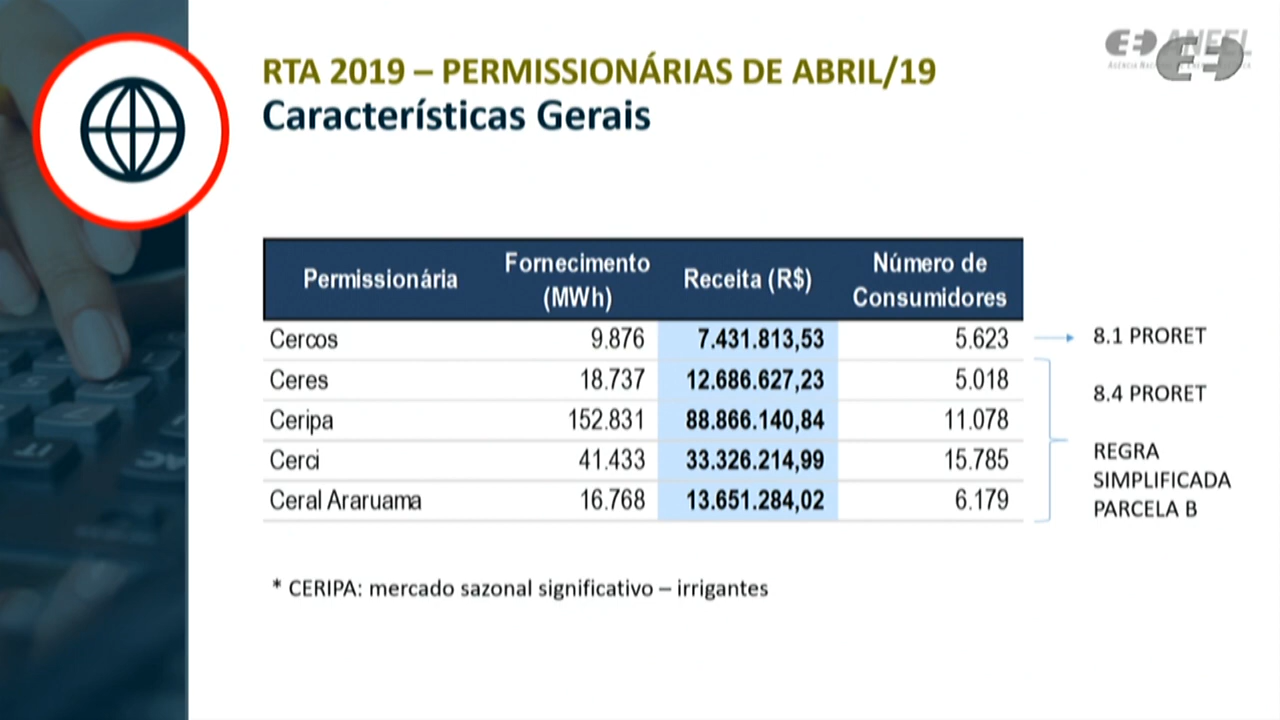 RTA 2019 – PERMISSIONÁRIAS DE ABRIL/19
Características Gerais
ANEEL
Permissionária Fornecimento (MWh) Receita (R$) Número de Consumidores
Cercos 9.876 7.431.813,53 5.623
Ceres 18.737 12.686.627,23 5.018
Ceripa 152.831 88.866.140,84 11.078
Cerci 41.433 33.326.214,99 15.785
Ceral Araruama 16.768 13.651.284,02 6.179
8.1 PRORET
8.4 PRORET
REGRA
SIMPLIFICADA
PARCELA B
* CERIPA: mercado sazonal significativo – irrigantes